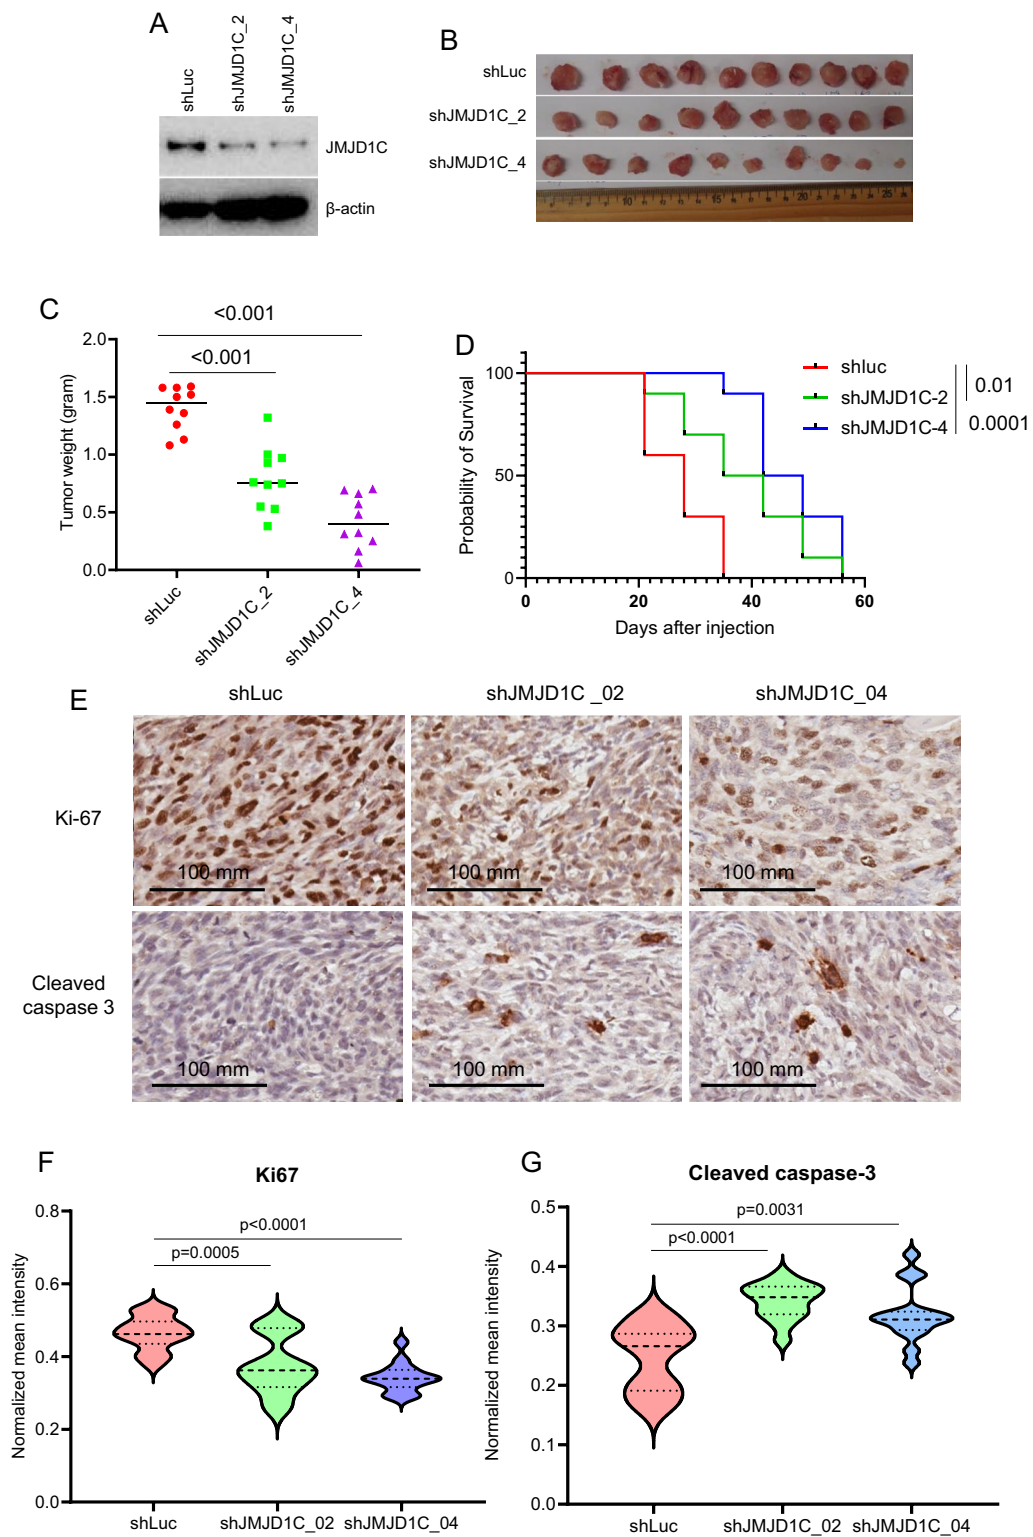 A
shLuc
shJMJD1C_2
shJMJD1C_4
JMJD1C
β-actin
B
shLuc
shJMJD1C_2
shJMJD1C_4
10
15
20
25
C
<0.001
<0.001
Tumor weight (gram)
2.0
1.5
1.0
0.5
0.0
shLuc
shJMJD1C_2
shJMJD1C_4
D
Probability of Survival
100
50
0
0 20 40 60
Days after injection
shluc
shJMJD1C-2
shJMJD1C-4
0.01
0.0001
E
shLuc shJMJD1C _02 shJMJD1C_04
Ki-67
100 mm 100 mm 100 mm
Cleaved
caspase 3
100 mm 100 mm 100 mm
F
Ki67
Normalized mean intensity
0.8
0.6
0.4
0.2
0.0
p<0.0001
p=0.0005
shLuc shJMJD1C_02 shJMJD1C_04
G
Cleaved caspase-3
Normalized mean intensity
0.5
0.4
0.3
0.2
0.1
0.0
p=0.0031
p<0.0001
shLuc shJMJD1C_02 shJMJD1C_04